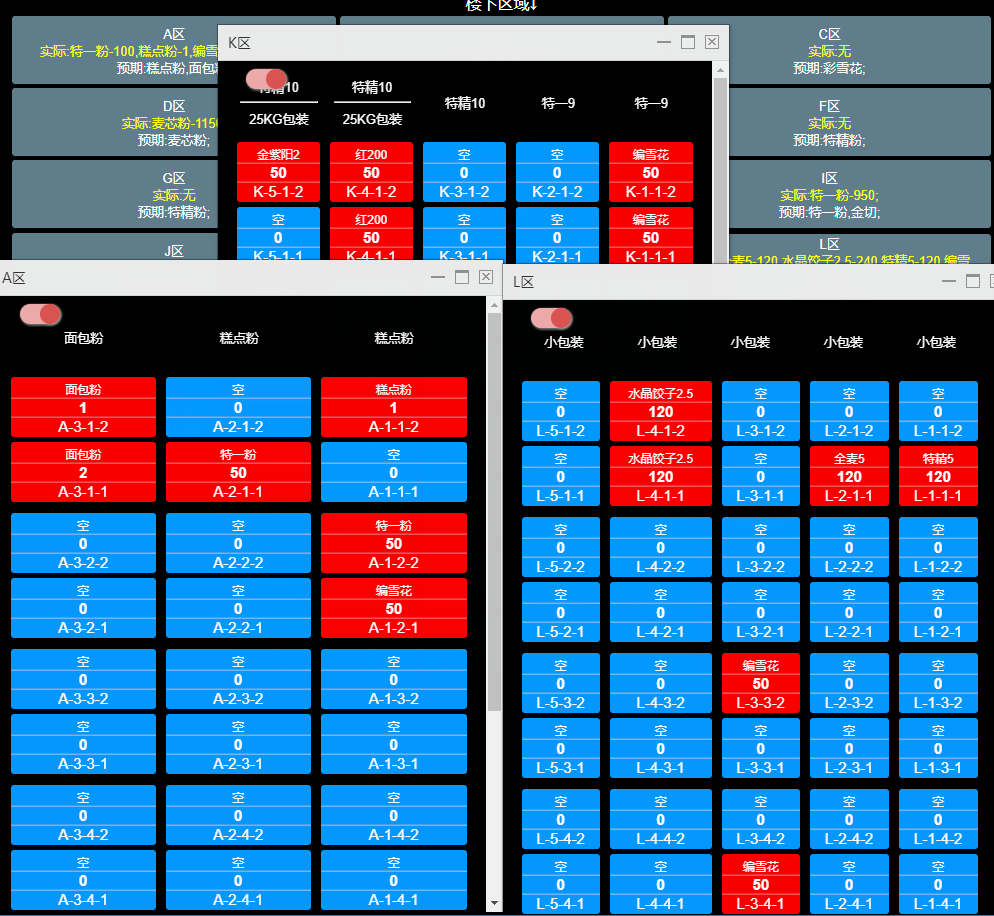 楼下区域↓
A区
实际:特一粉-100,糕点粉-1,编雪
预期:糕点粉,面包
C区
实际:无
预期:彩雪花;
D区
实际:麦芯粉-1150
预期:麦芯粉;
F区
实际:无
预期:特精粉;
G区
实际:无
预期:特精粉;
I区
实际:特一粉-950;
预期:特一粉,金切;
J区
L区
麦5-120,水晶饺子2.5-240,特精5-120,编雪
K区
特精10 特精10 特精10 特一9 特一9
25KG包装 25KG包装
金紫阳2 红200 空 空 编雪花
50 50 0 0 50
K-5-1-2 K-4-1-2 K-3-1-2 K-2-1-2 K-1-1-2
空 红200 空 空 编雪花
0 50 0 0 50
K-5-1-1 K-4-1-1 K-3-1-1 K-2-1-1 K-1-1-1
A区
面包粉 糕点粉 糕点粉
面包粉 空 糕点粉
1 0 1
A-3-1-2 A-2-1-2 A-1-1-2
面包粉 特一粉 空
2 50 0
A-3-1-1 A-2-1-1 A-1-1-1
空 空 特一粉
0 0 50
A-3-2-2 A-2-2-2 A-1-2-2
空 空 编雪花
0 0 50
A-3-2-1 A-2-2-1 A-1-2-1
空 空 空
0 0 0
A-3-3-2 A-2-3-2 A-1-3-2
空 空 空
0 0 0
A-3-3-1 A-2-3-1 A-1-3-1
空 空 空
0 0 0
A-3-4-2 A-2-4-2 A-1-4-2
空 空 空
0 0 0
A-3-4-1 A-2-4-1 A-1-4-1
L区
小包装 小包装 小包装 小包装 小包装
空 水晶饺子2.5 空 空 空
0 120 0 0 0
L-5-1-2 L-4-1-2 L-3-1-2 L-2-1-2 L-1-1-2
空 水晶饺子2.5 空 全麦5 特精5
0 120 0 120 120
L-5-1-1 L-4-1-1 L-3-1-1 L-2-1-1 L-1-1-1
空 空 空 空 空
0 0 0 0 0
L-5-2-2 L-4-2-2 L-3-2-2 L-2-2-2 L-1-2-2
空 空 空 空 空
0 0 0 0 0
L-5-2-1 L-4-2-1 L-3-2-1 L-2-2-1 L-1-2-1
空 空 编雪花 空 空
0 0 50 0 0
L-5-3-2 L-4-3-2 L-3-3-2 L-2-3-2 L-1-3-2
空 空 空 空 空
0 0 0 0 0
L-5-3-1 L-4-3-1 L-3-3-1 L-2-3-1 L-1-3-1
空 空 空 空 空
0 0 0 0 0
L-5-4-2 L-4-4-2 L-3-4-2 L-2-4-2 L-1-4-2
空 空 编雪花 空 空
0 0 50 0 0
L-5-4-1 L-4-4-1 L-3-4-1 L-2-4-1 L-1-4-1